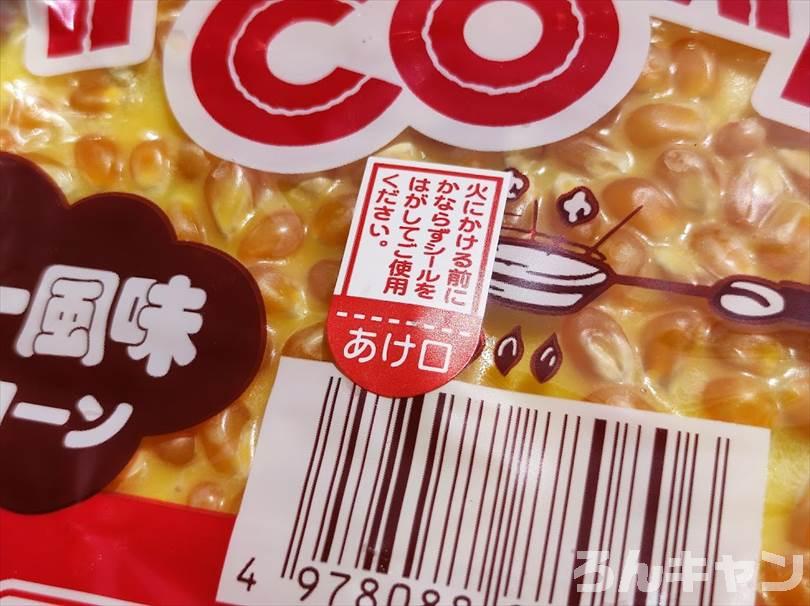 CO
ー風味
コーン
火にかける前に
かならずシールを
はがしてご使用
ください。
あけ口
4 978088
ろんキャン